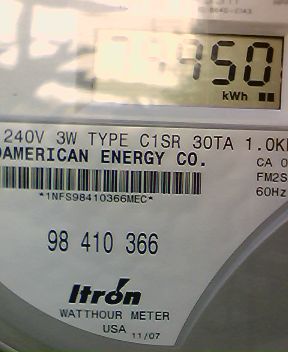 950
kWh
240V 3W TYPE C1SR 30TA 1.0K
AMERICAN ENERGY CO.
CA 0
*1NFS98410366MEC*
FM2S
60Hz
98 410 366
Itron
WATTHOUR METER
USA 11/07